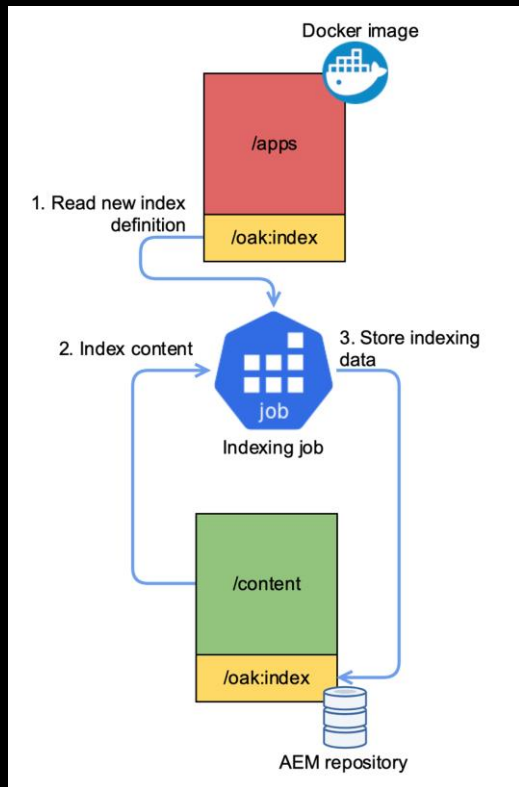 Docker image
/apps
1. Read new index
definition
/oak:index
2. Index content
3. Store indexing
data
job
Indexing job
/content
/oak:index
AEM repository